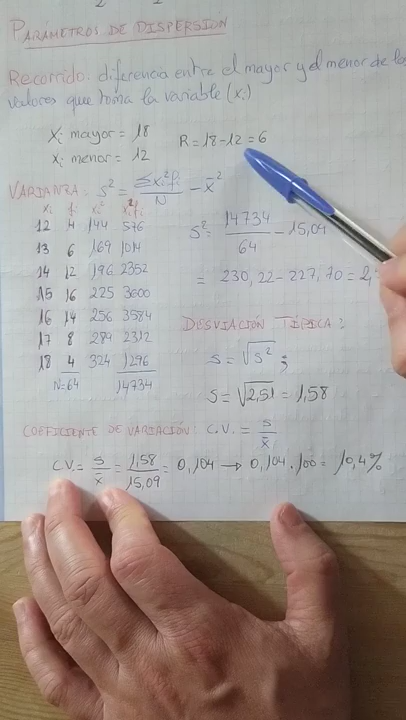 PARÁMETROS DE DISPERSIÓN
Recorrido: diferencia entre el mayor y el menor de los
valores que toma la variable (xi)
xi mayor = 18
xi menor = 12
R = 18-12 = 6
VARIANZA: s² = Σxi²fi / N − x̄²
xi fi xi² xi²fi
12 4 144 576
13 6 169 1014
14 12 196 2352
15 16 225 3600
16 14 256 3584
17 8 289 2312
18 4 324 1296
N=64 14734
s² = 14734 / 64 − 15,09
= 230,22 − 227,70 = 2,
DESVIACIÓN TÍPICA:
s = √s² ;
s = √2,51 = 1,58
COEFICIENTE DE VARIACIÓN: C.V. = s / x̄
C.V. = s / x̄ = 1,58 / 15,09 = 0,104 → 0,104 · 100 = 10,4%